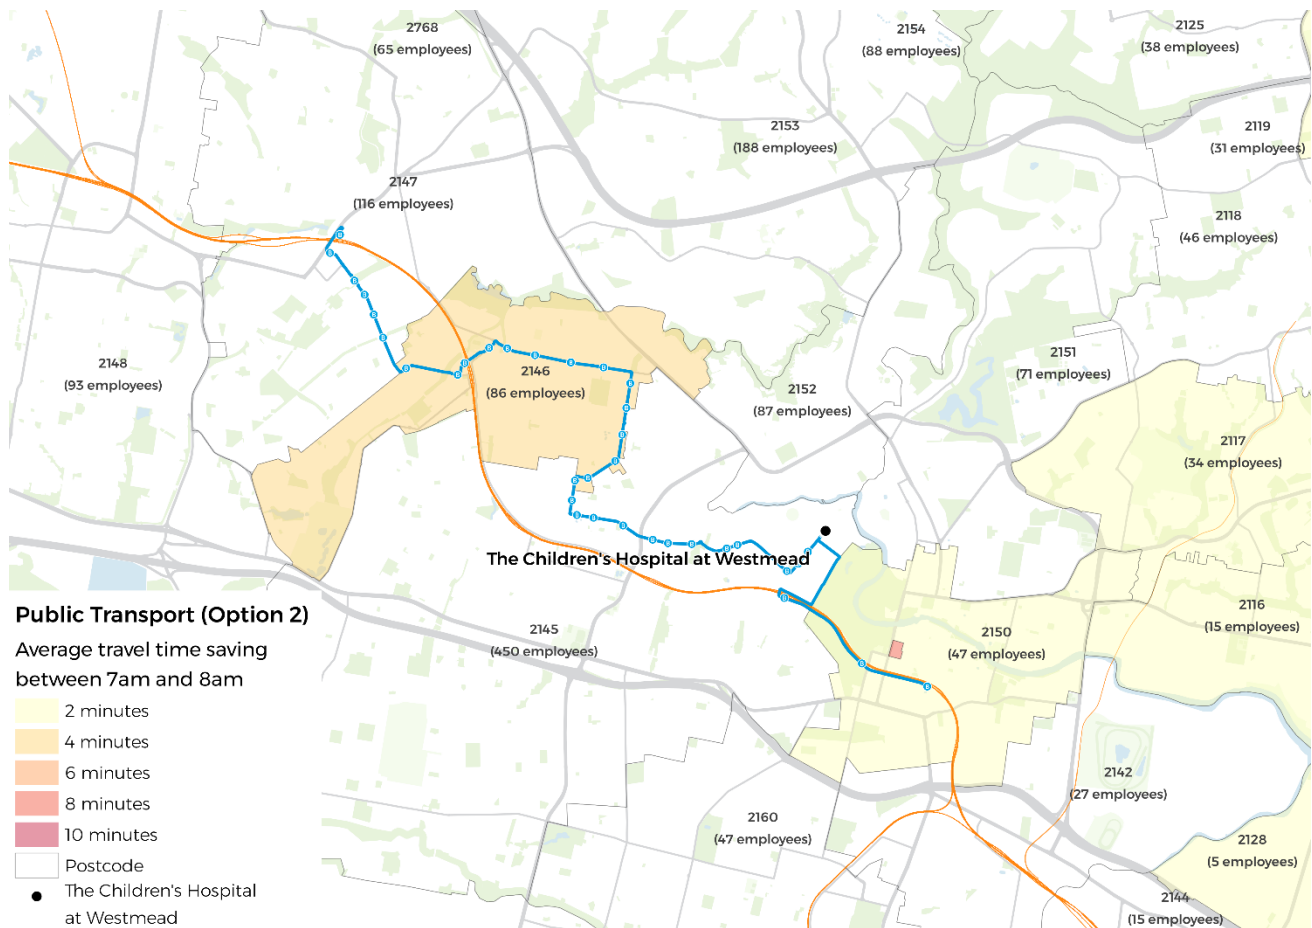 2768
(65 employees)
2154
(88 employees)
2125
(38 employees)
2153
(188 employees)
2119
(31 employees)
2147
(116 employees)
2118
(46 employees)
2148
(93 employees)
2146
(86 employees)
2151
(71 employees)
2152
(87 employees)
2117
(34 employees)
The Children's Hospital at Westmead
2145
(450 employees)
2150
(47 employees)
2116
(15 employees)
2142
(27 employees)
2160
(47 employees)
2128
(5 employees)
2144
(15 employees)
Public Transport (Option 2)
Average travel time saving
between 7am and 8am
2 minutes
4 minutes
6 minutes
8 minutes
10 minutes
Postcode
The Children's Hospital
at Westmead